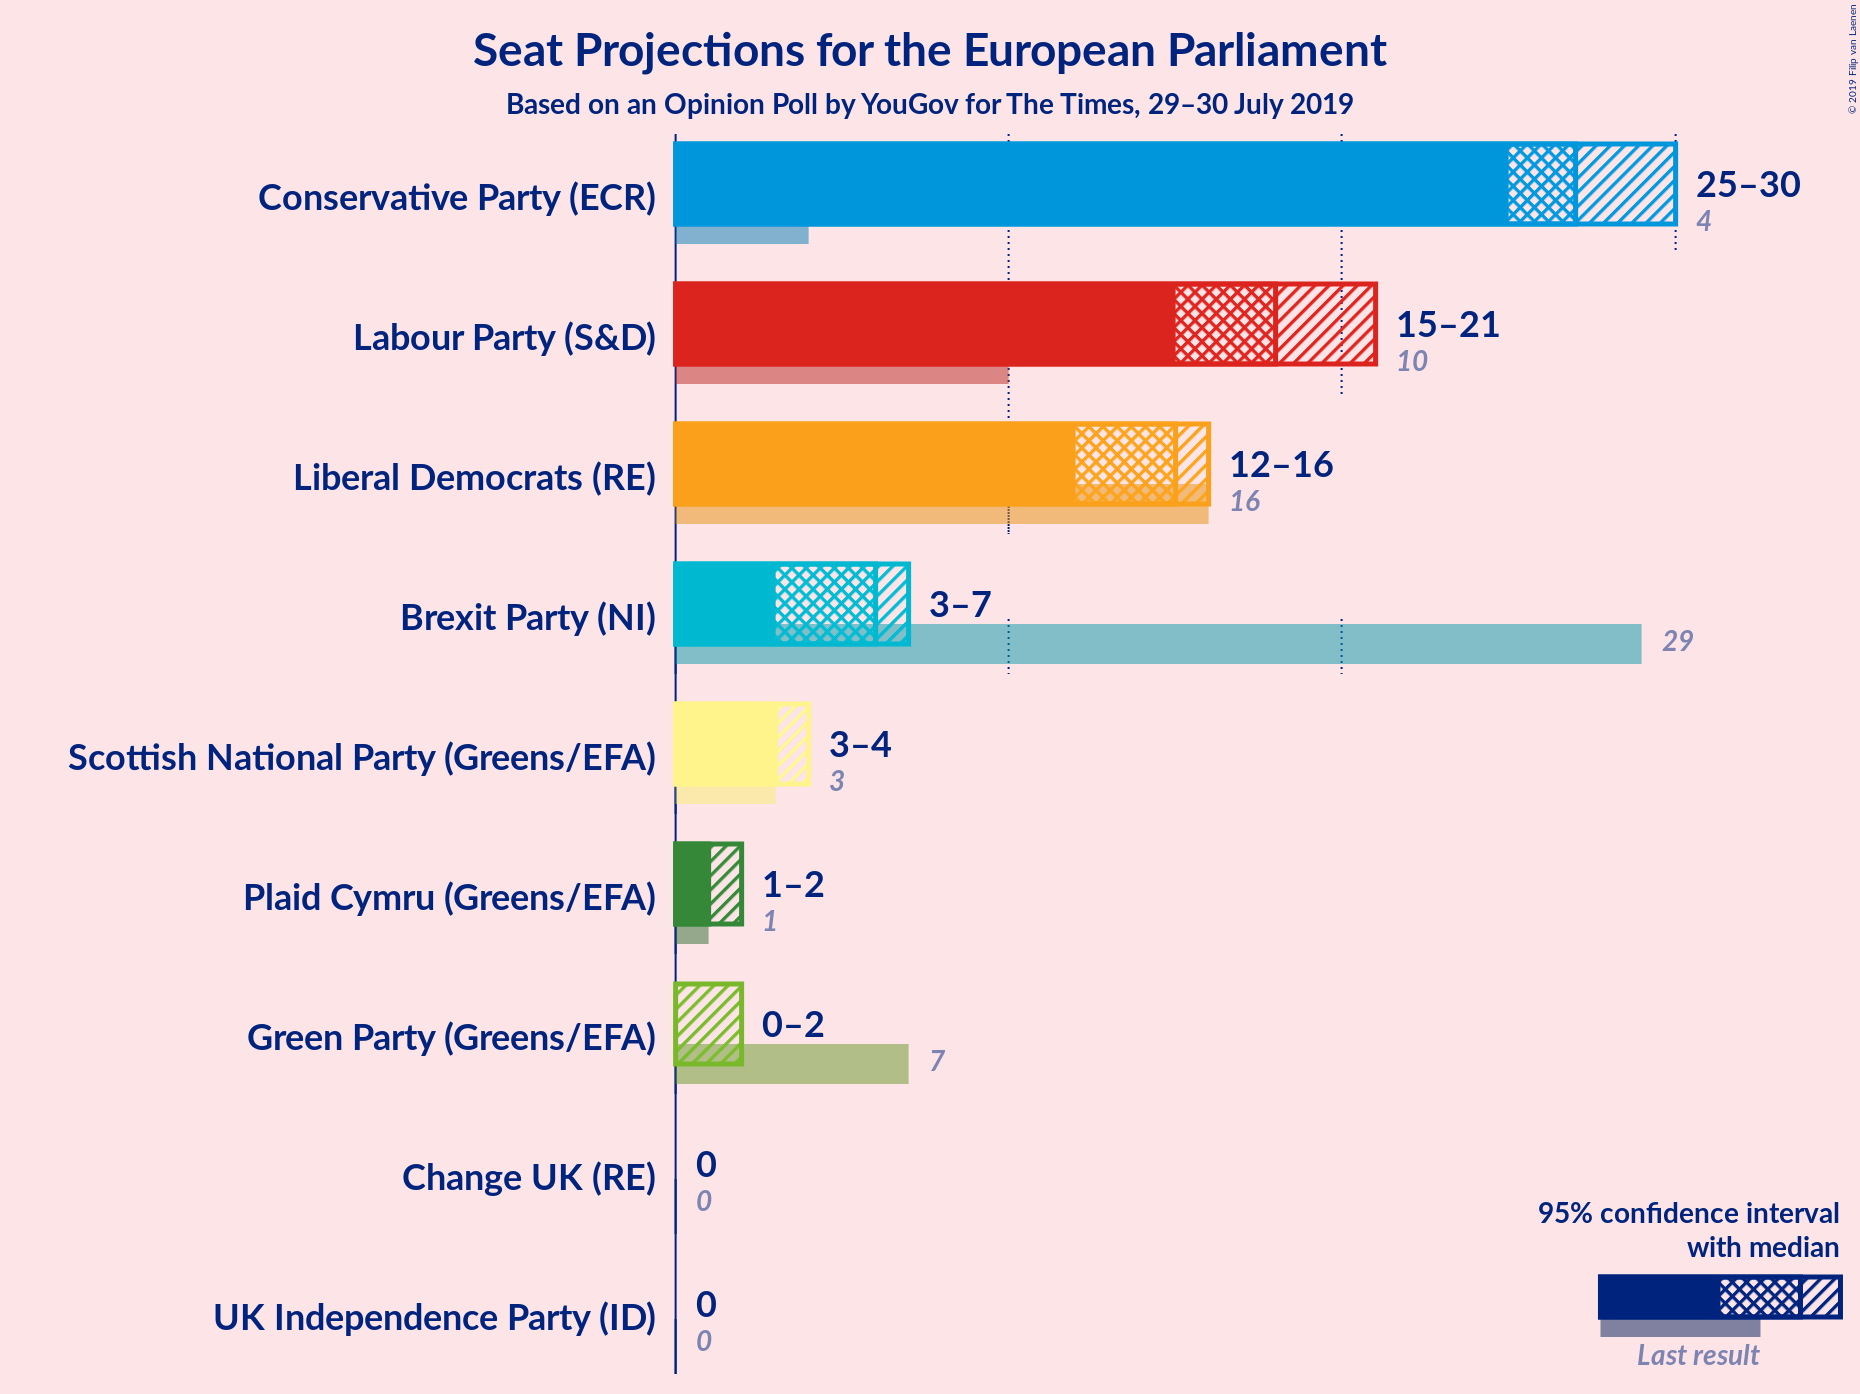 Seat Projections for the European Parliament
Based on an Opinion Poll by YouGov for The Times, 29–30 July 2019
© 2019 Filip van Laenen
Conservative Party (ECR)
25–30
4
Labour Party (S&D)
15–21
10
Liberal Democrats (RE)
12–16
16
Brexit Party (NI)
3–7
29
Scottish National Party (Greens/EFA)
3–4
3
Plaid Cymru (Greens/EFA)
1–2
1
Green Party (Greens/EFA)
0–2
7
Change UK (RE)
0
0
UK Independence Party (ID)
0
0
95% confidence interval
with median
Last result